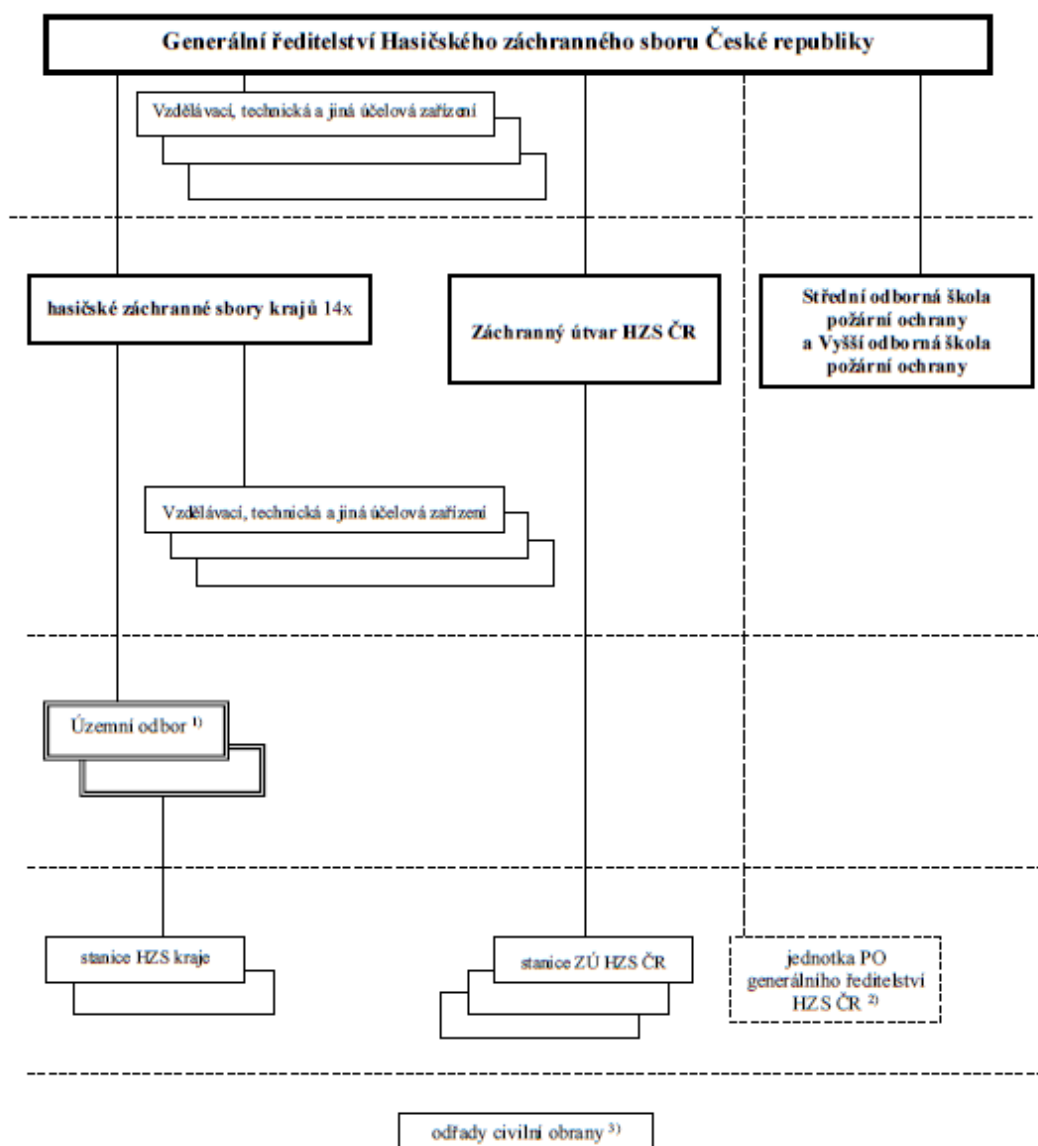 Generální ředitelství Hasičského záchranného sboru České republiky
Vzdělávací, technická a jiná účelová zařízení
hasičské záchranné sbory krajů 14x
Záchranný útvar HZS ČR
Střední odborná škola
požární ochrany
a Vyšší odborná škola
požární ochrany
Vzdělávací, technická a jiná účelová zařízení
Územní odbor 1)
stanice HZS kraje
stanice ZÚ HZS ČR
jednotka PO
generálního ředitelství
HZS ČR 2)
odřady civilní obrany 3)